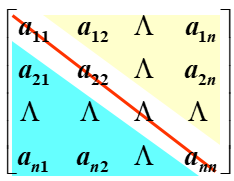 a11 a12 Λ a1n
a21 a22 Λ a2n
Λ Λ Λ Λ
an1 an2 Λ ann